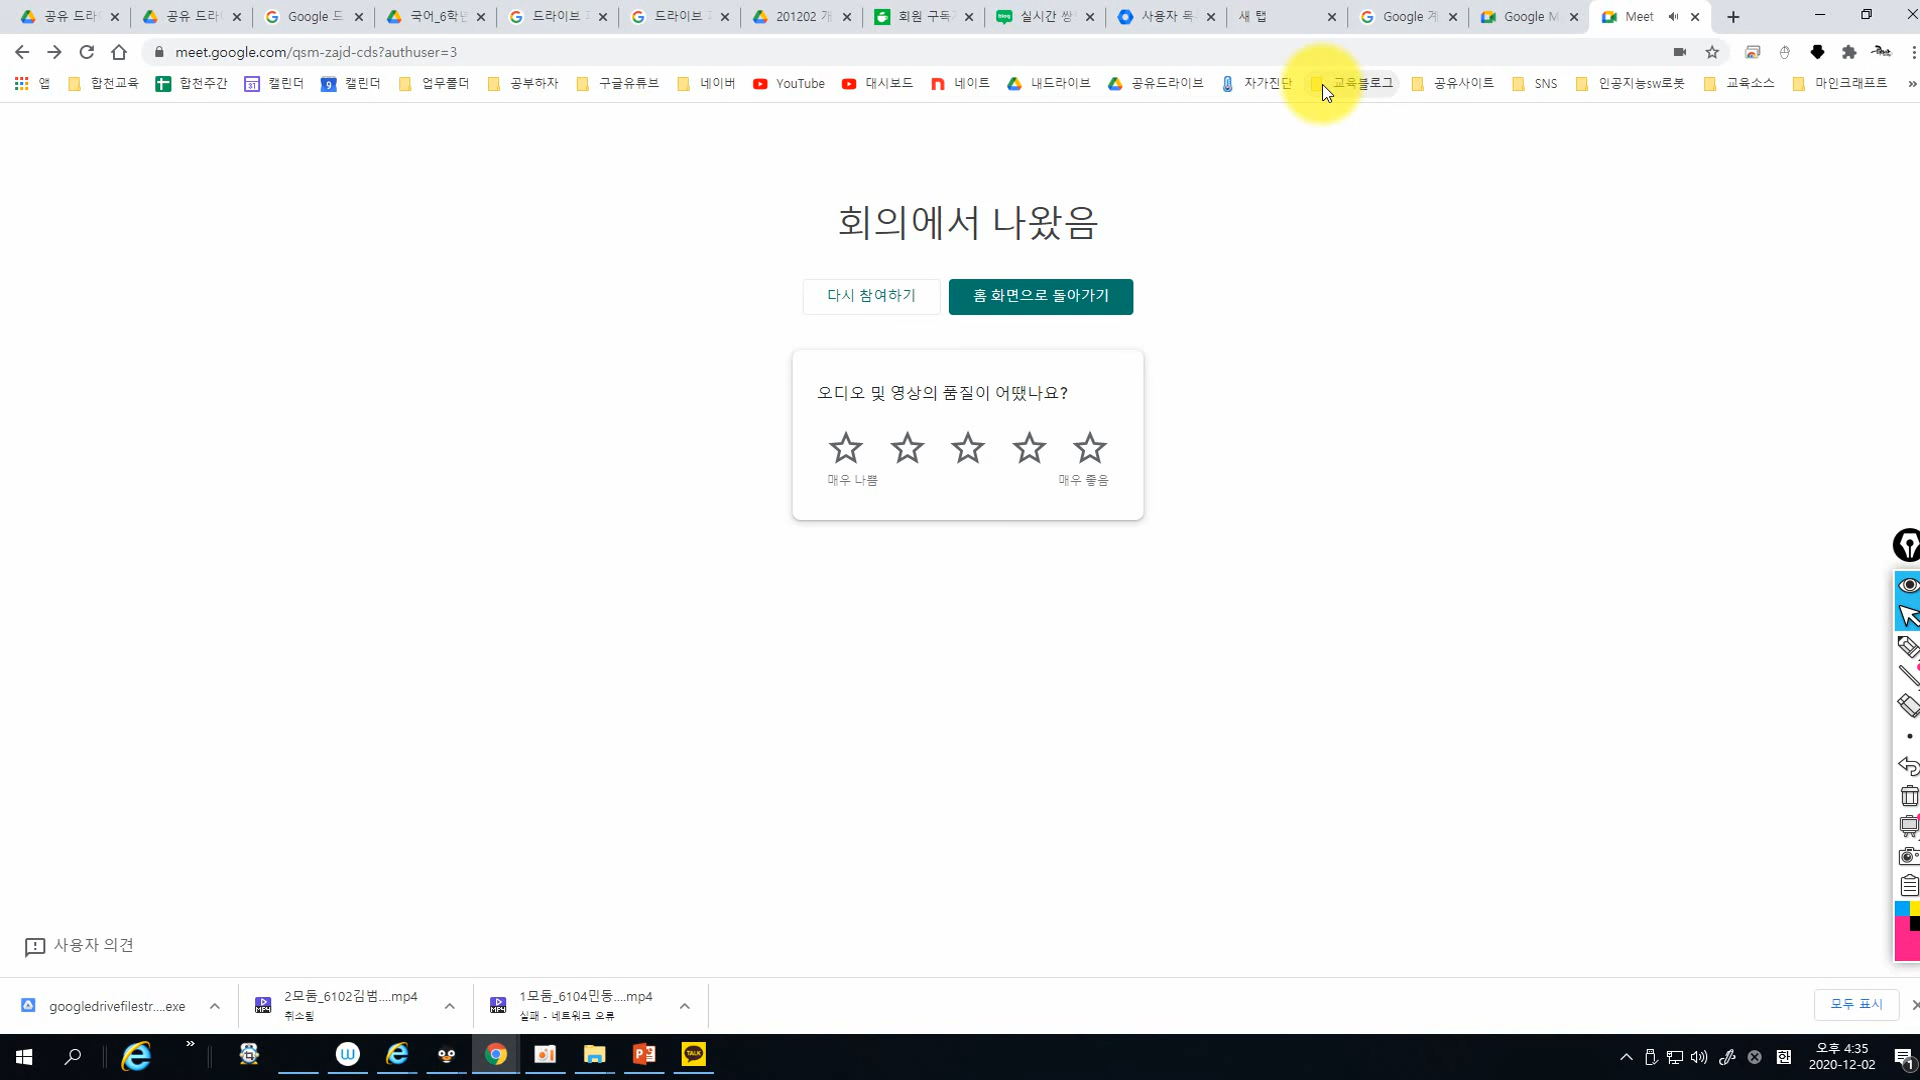 공유 드라 공유 드라 Google 드 국어_6학년 드라이브 드라이브 201202 개 회원 구독 실시간 쌍 사용자 새 탭 Google 계 Google M Meet
meet.google.com/qsm-zajd-cds?authuser=3
앱 합천교육 합천주간 캘린더 캘린더 업무폴더 공부하자 구글유튜브 네이버 YouTube 대시보드 네이트 내드라이브 공유드라이브 자가진단 교육블로그 공유사이트 SNS 인공지능sw로봇 교육소스 마인크래프트 »
회의에서 나왔음
다시 참여하기 홈 화면으로 돌아가기
오디오 및 영상의 품질이 어땠나요?
매우 나쁨 매우 좋음
사용자 의견
googledrivefilestr....exe
2모둠_6102김범....mp4
취소됨
1모둠_6104민동....mp4
실패 - 네트워크 오류
모두 표시
TALK
한
오후 4:35
2020-12-02
1